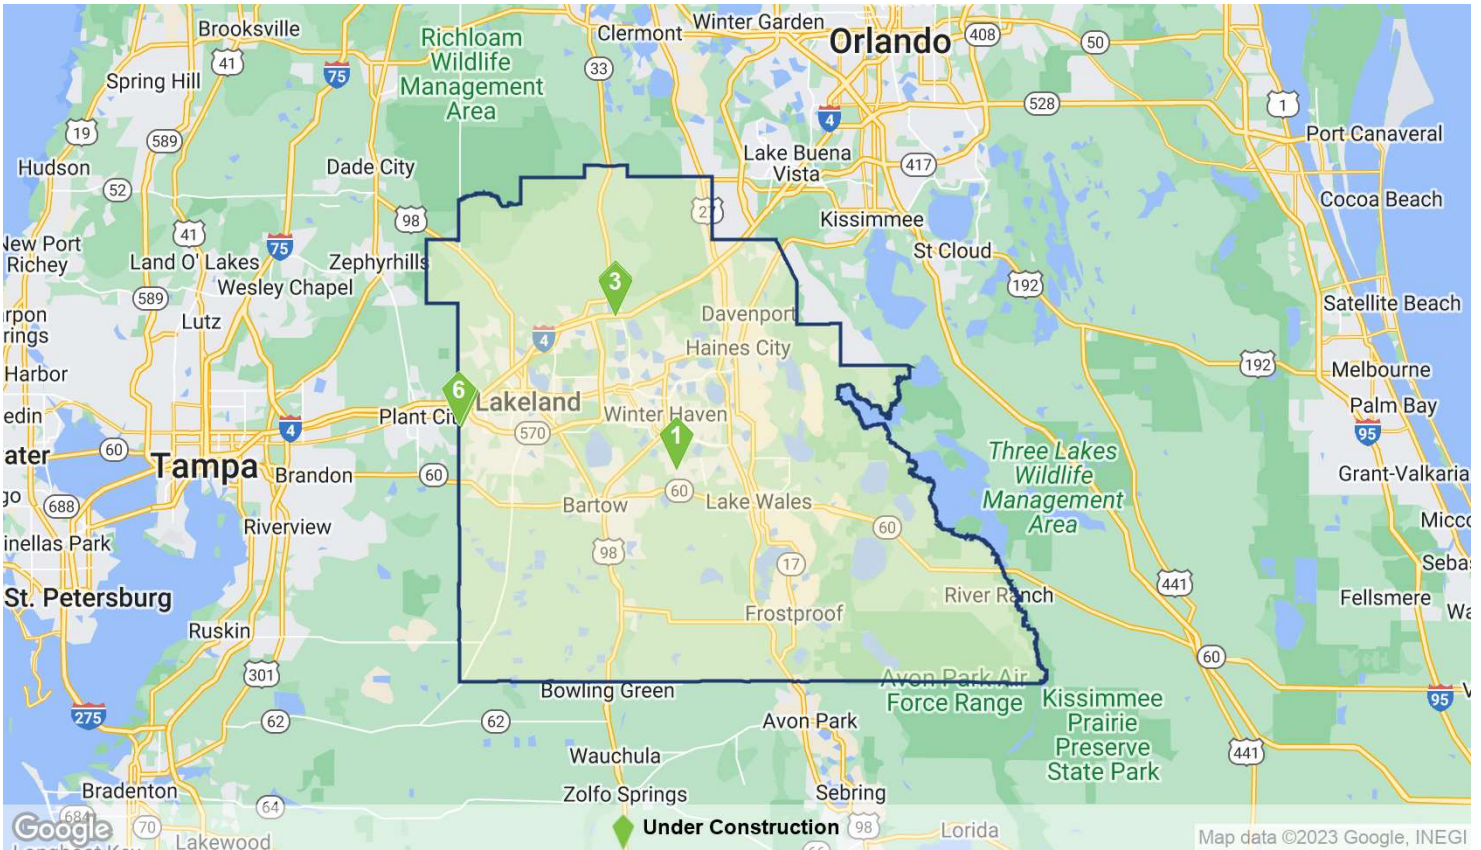 Brooksville
Winter Garden
Clermont
Orlando
408
50
Richloam
Wildlife
Management
Area
41
75
33
Spring Hill
528
1
4
19
589
Port Canaveral
Hudson
Dade City
Lake Buena
Vista
417
52
Cocoa Beach
98
27
Kissimmee
41
New Port
Richey
75
Land O' Lakes
Zephyrhills
St Cloud
Wesley Chapel
3
192
589
Satellite Beach
Davenport
Lutz
4
Haines City
192
Harbor
Melbourne
6
Lakeland
Winter Haven
Palm Bay
Plant City
4
570
1
95
60
Tampa
Brandon
60
Three Lakes
Wildlife
Management
Area
Grant-Valkaria
60
Lake Wales
688
Bartow
60
Riverview
98
17
441
River Ranch
Fellsmere
St. Petersburg
Frostproof
Ruskin
60
301
Avon Park Air
Force Range
Bowling Green
Kissimmee
Prairie
Preserve
State Park
95
275
62
62
Avon Park
441
Wauchula
Bradenton
Zolfo Springs
Sebring
64
684
70
Under Construction
98
Lorida
Google
Lakewood
66
Map data ©2023 Google, INEGI